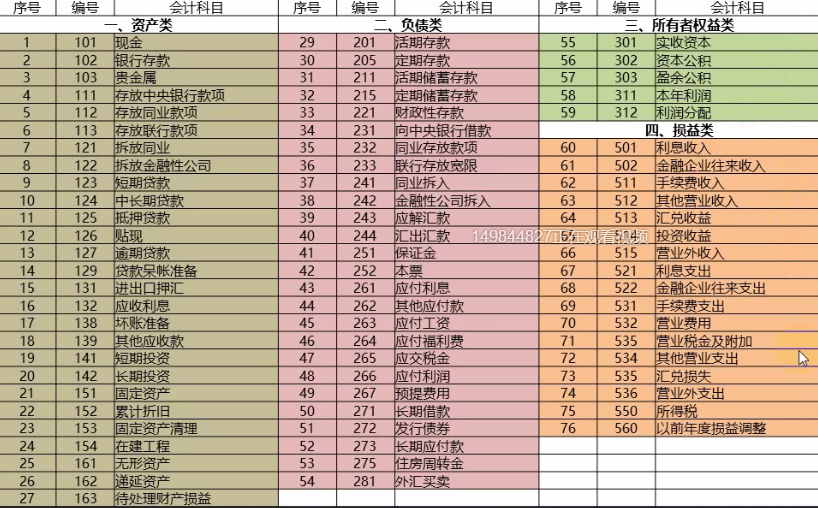 序号 编号 会计科目 序号 编号 会计科目 序号 编号 会计科目
一、资产类 二、负债类 三、所有者权益类
1 101 现金 29 201 活期存款 55 301 实收资本
2 102 银行存款 30 205 定期存款 56 302 资本公积
3 103 贵金属 31 211 活期储蓄存款 57 303 盈余公积
4 111 存放中央银行款项 32 215 定期储蓄存款 58 311 本年利润
5 112 存放同业款项 33 221 财政性存款 59 312 利润分配
6 113 存放联行款项 34 231 向中央银行借款 四、损益类
7 121 拆放同业 35 232 同业存放款项 60 501 利息收入
8 122 拆放金融性公司 36 233 联行存放宽限 61 502 金融企业往来收入
9 123 短期贷款 37 241 同业拆入 62 511 手续费收入
10 124 中长期贷款 38 242 金融性公司拆入 63 512 其他营业收入
11 125 抵押贷款 39 243 应解汇款 64 513 汇兑收益
12 126 贴现 40 244 汇出汇款 149844827正在观看视频 投资收益
13 127 逾期贷款 41 251 保证金 66 515 营业外收入
14 129 贷款呆帐准备 42 252 本票 67 521 利息支出
15 131 进出口押汇 43 261 应付利息 68 522 金融企业往来支出
16 132 应收利息 44 262 其他应付款 69 531 手续费支出
17 138 坏账准备 45 263 应付工资 70 532 营业费用
18 139 其他应收款 46 264 应付福利费 71 535 营业税金及附加
19 141 短期投资 47 265 应交税金 72 534 其他营业支出
20 142 长期投资 48 266 应付利润 73 535 汇兑损失
21 151 固定资产 49 267 预提费用 74 536 营业外支出
22 152 累计折旧 50 271 长期借款 75 550 所得税
23 153 固定资产清理 51 272 发行债券 76 560 以前年度损益调整
24 154 在建工程 52 273 长期应付款
25 161 无形资产 53 275 住房周转金
26 162 递延资产 54 281 外汇买卖
27 163 待处理财产损益